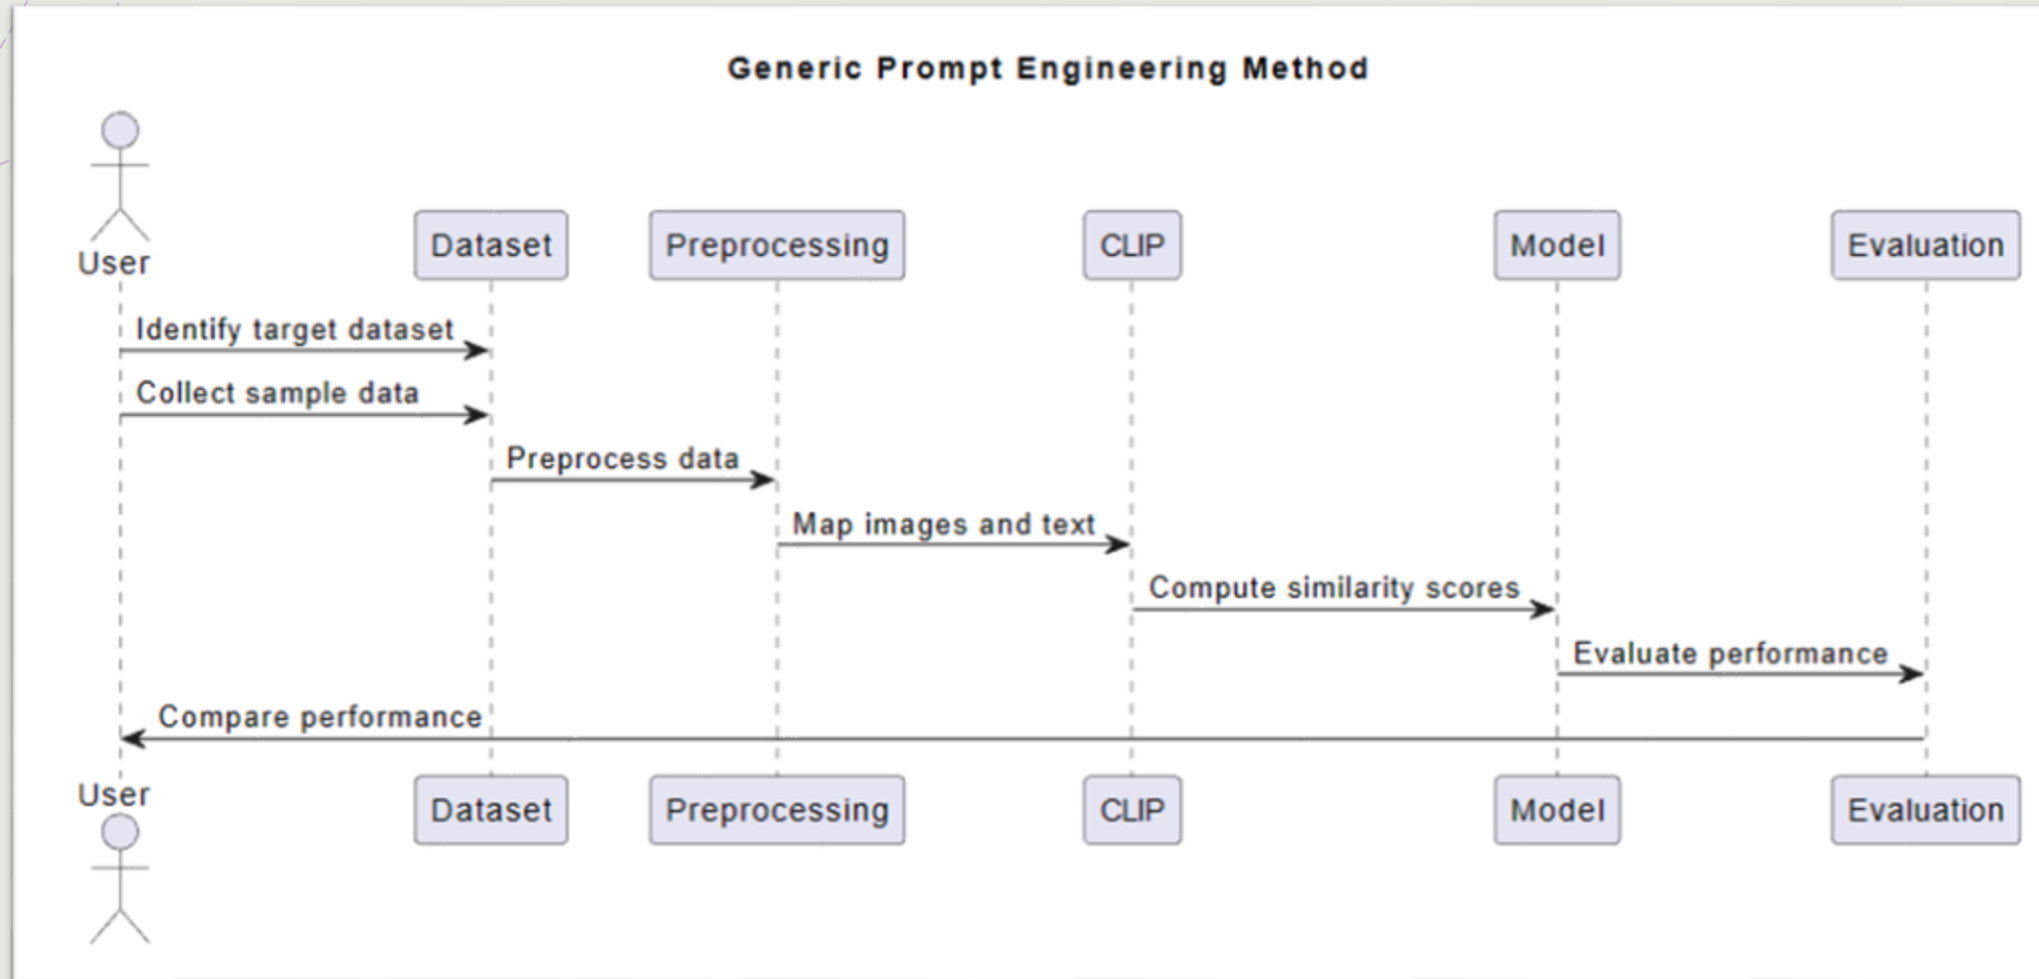 Generic Prompt Engineering Method
User
Dataset
Preprocessing
CLIP
Model
Evaluation
Identify target dataset
Collect sample data
Preprocess data
Map images and text
Compute similarity scores
Evaluate performance
Compare performance
User
Dataset
Preprocessing
CLIP
Model
Evaluation